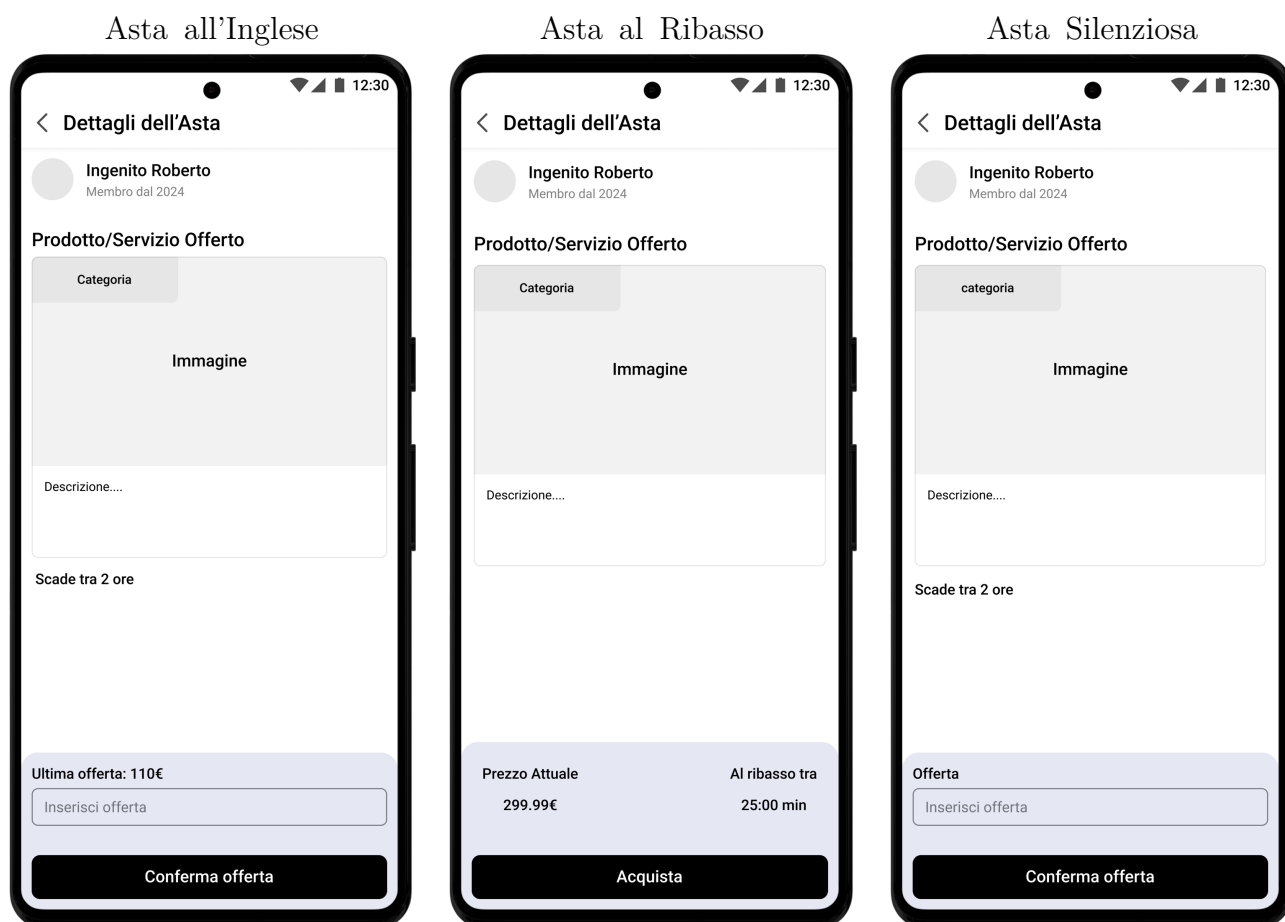 Asta all'Inglese
12:30
Dettagli dell'Asta
Ingenito Roberto
Membro dal 2024
Prodotto/Servizio Offerto
Categoria
Immagine
Descrizione....
Scade tra 2 ore
Ultima offerta: 110€
Inserisci offerta
Conferma offerta
Asta al Ribasso
12:30
Dettagli dell'Asta
Ingenito Roberto
Membro dal 2024
Prodotto/Servizio Offerto
Categoria
Immagine
Descrizione....
Prezzo Attuale Al ribasso tra
299.99€ 25:00 min
Acquista
Asta Silenziosa
12:30
Dettagli dell'Asta
Ingenito Roberto
Membro dal 2024
Prodotto/Servizio Offerto
categoria
Immagine
Descrizione....
Scade tra 2 ore
Offerta
Inserisci offerta
Conferma offerta